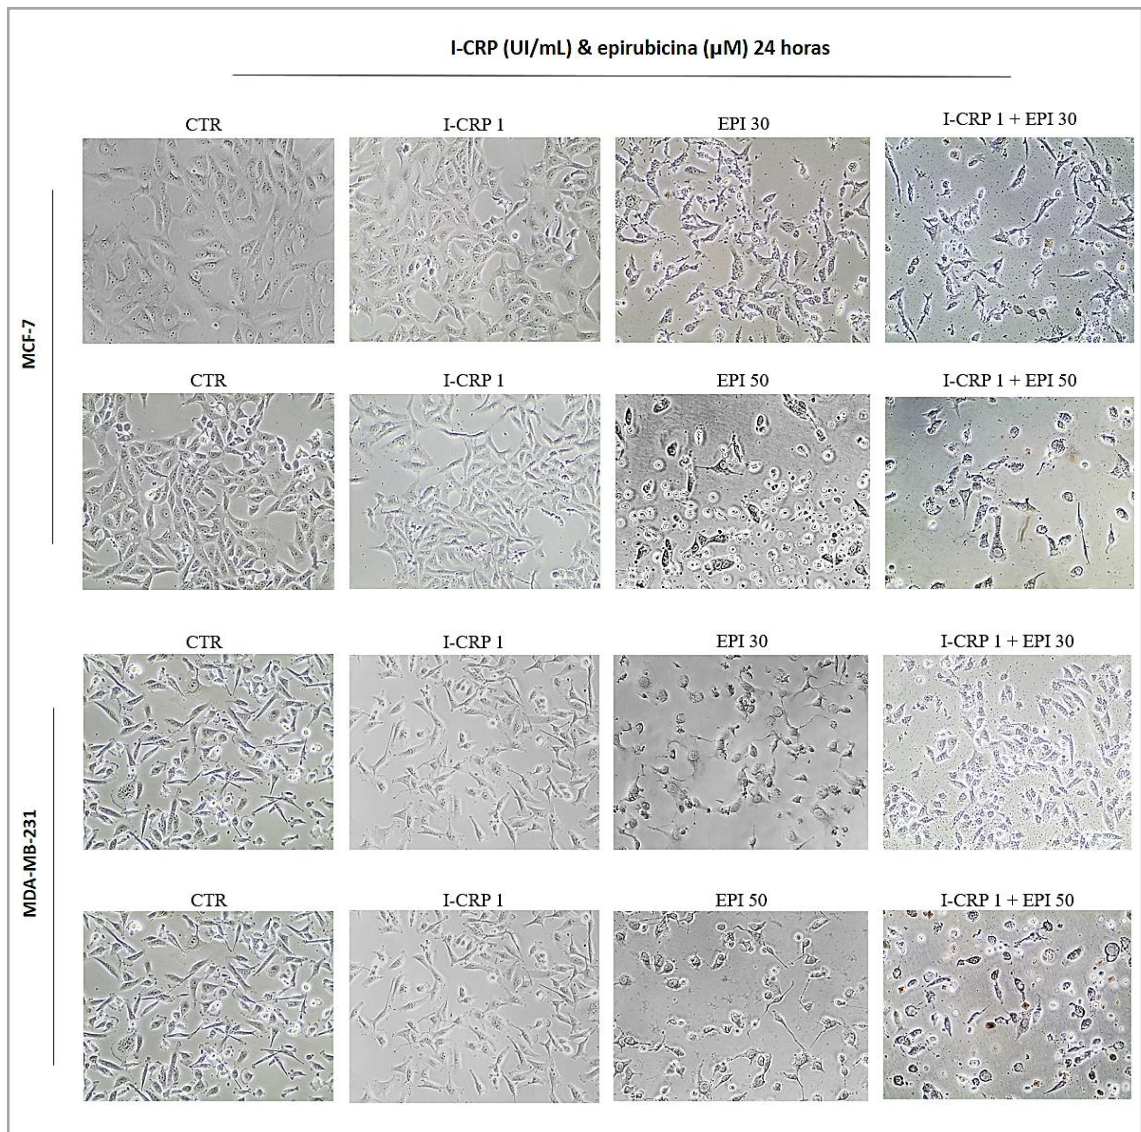 I-CRP (UI/mL) & epirubicina (µM) 24 horas
CTR I-CRP 1 EPI 30 I-CRP 1 + EPI 30
MCF-7
CTR I-CRP 1 EPI 50 I-CRP 1 + EPI 50
CTR I-CRP 1 EPI 30 I-CRP 1 + EPI 30
MDA-MB-231
CTR I-CRP 1 EPI 50 I-CRP 1 + EPI 50